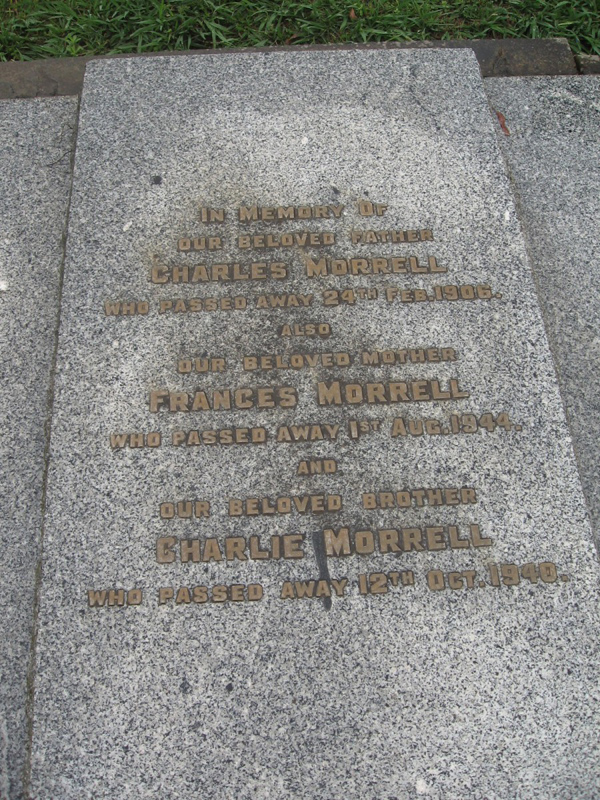 IN MEMORY OF
OUR BELOVED FATHER
CHARLES MORRELL
WHO PASSED AWAY 24TH FEB. 1906.
ALSO
OUR BELOVED MOTHER
FRANCES MORRELL
WHO PASSED AWAY 1ST AUG. 1944.
AND
OUR BELOVED BROTHER
CHARLIE MORRELL
WHO PASSED AWAY 12TH OCT. 1940.